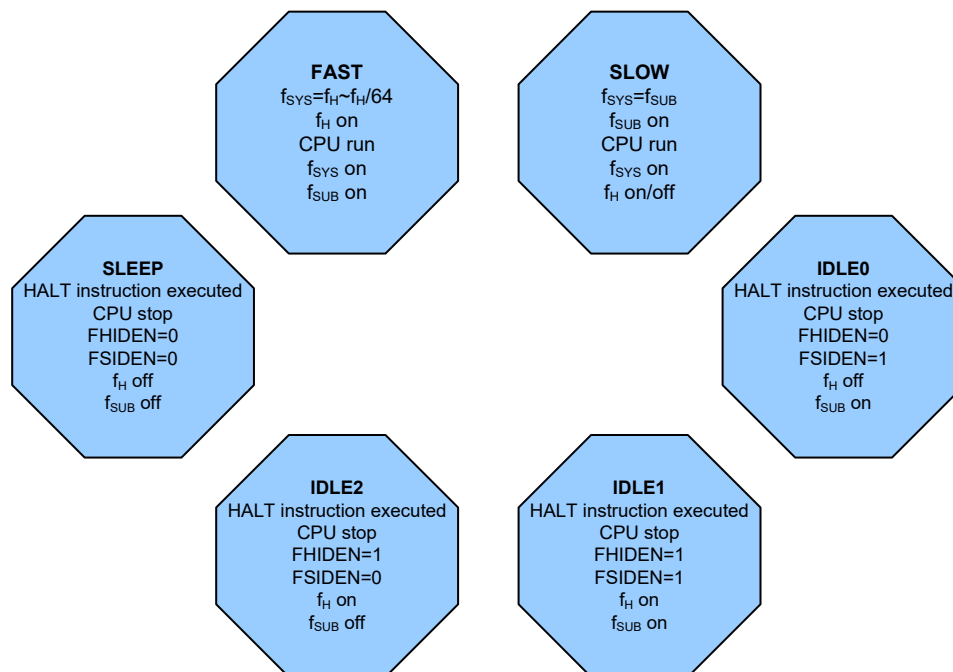 FAST
fSYS=fH~fH/64
fH on
CPU run
fSYS on
fSUB on
SLOW
fSYS=fSUB
fSUB on
CPU run
fSYS on
fH on/off
SLEEP
HALT instruction executed
CPU stop
FHIDEN=0
FSIDEN=0
fH off
fSUB off
IDLE0
HALT instruction executed
CPU stop
FHIDEN=0
FSIDEN=1
fH off
fSUB on
IDLE2
HALT instruction executed
CPU stop
FHIDEN=1
FSIDEN=0
fH on
fSUB off
IDLE1
HALT instruction executed
CPU stop
FHIDEN=1
FSIDEN=1
fH on
fSUB on